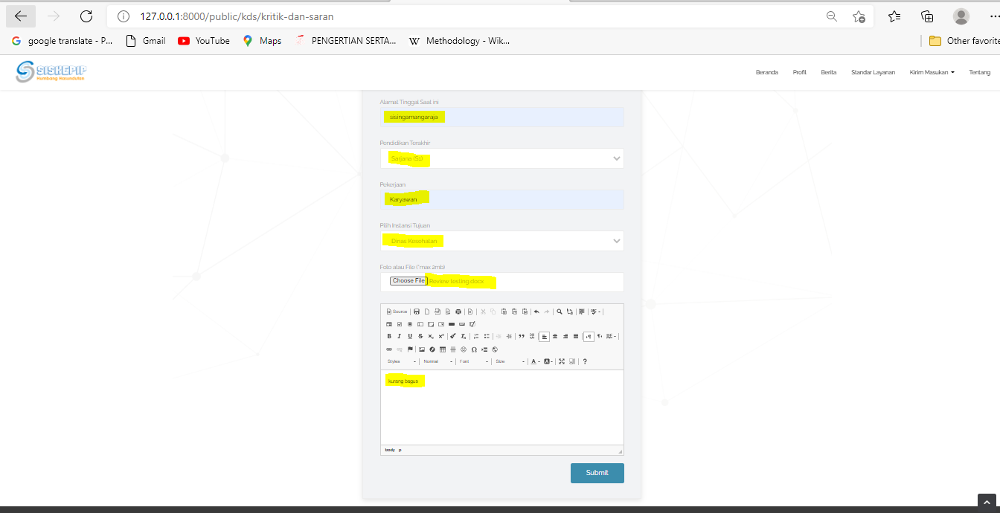 127.0.0.1:8000/public/kds/kritik-dan-saran
google translate - P... Gmail YouTube Maps PENGERTIAN SERTA... Methodology - Wik... Other favorite
SISKEPIP
Humbang Hasundutan
Beranda Profil Berita Standar Layanan Kirim Masukan Tentang
Alamat Tinggal Saat ini
sisingamangaraja
Pendidikan Terakhir
Sarjana (S1)
Pekerjaan
Karyawan
Pilih Instansi Tujuan
Dinas Kesehatan
Foto atau File (*max 2mb)
Choose File Review testing.docx
Source
Styles Normal Font Size
kurang bagus
body p
Submit